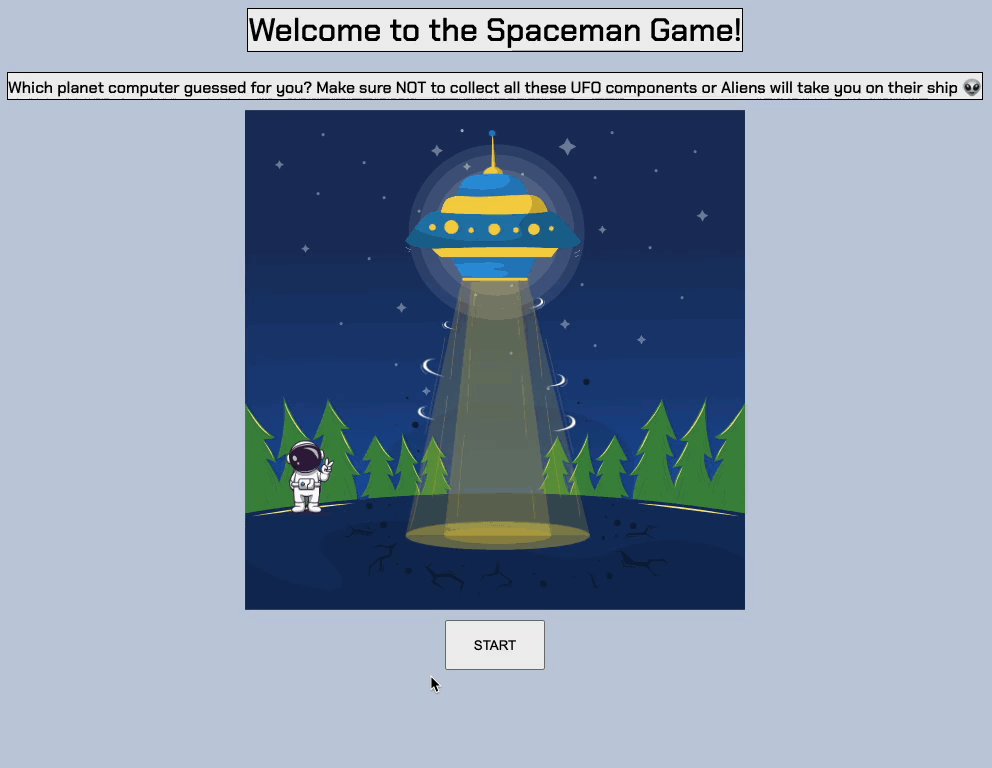 Welcome to the Spaceman Game!
Which planet computer guessed for you? Make sure NOT to collect all these UFO components or Aliens will take you on their ship 👽
START